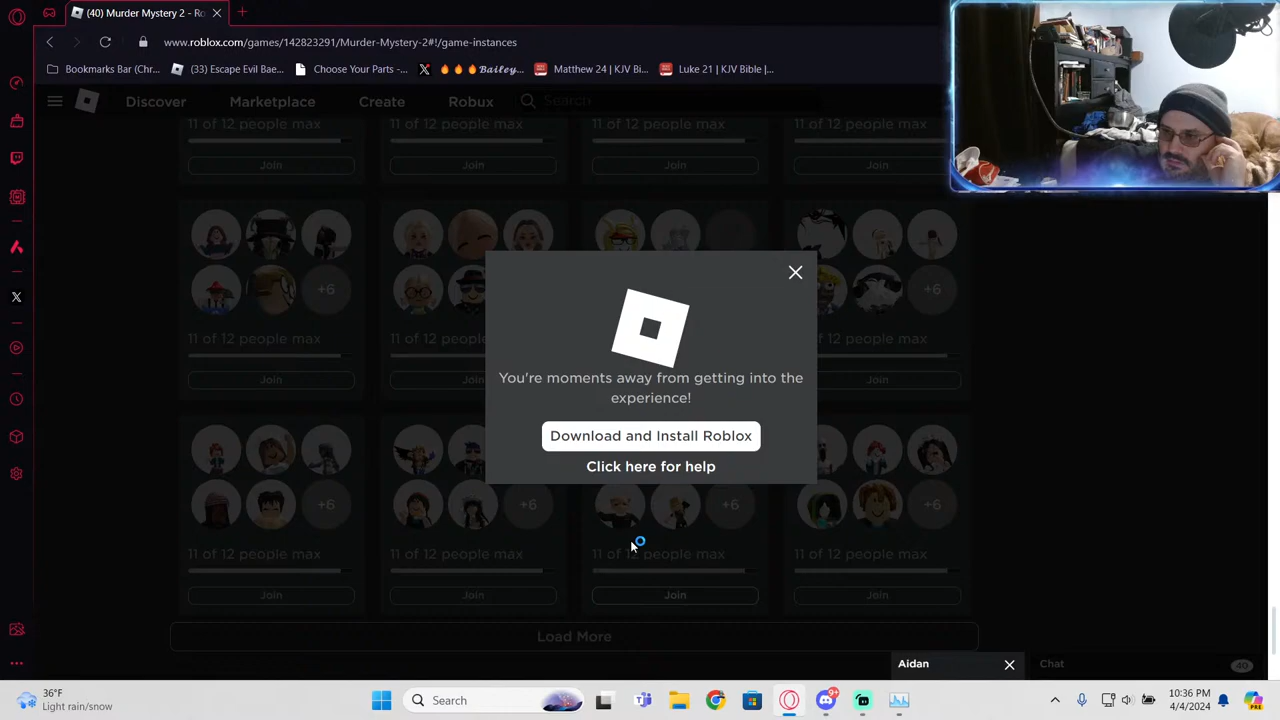 (40) Murder Mystery 2 - Ro
www.roblox.com/games/142823291/Murder-Mystery-2#!/game-instances
Bookmarks Bar (Chr...
(33) Escape Evil Bae...
Choose Your Parts -...
🔥🔥🔥𝓑𝓪𝓲𝓵𝓮𝔂...
Matthew 24 | KJV Bi...
Luke 21 | KJV Bible |...
Discover
Marketplace
Create
Robux
Search
11 of 12 people max
11 of 12 people max
11 of 12 people max
11 of 12 people max
Join
Join
Join
Join
+6
+6
11 of 12 people max
Join
Join
You're moments away from getting into the
experience!
Download and Install Roblox
Click here for help
+6
+6
+6
+6
11 of 12 people max
11 of 12 people max
11 of 12 people max
11 of 12 people max
Join
Join
Join
Join
Load More
Aidan
Chat
40
36°F
Light rain/snow
Search
9+
10:36 PM
4/4/2024
PRE